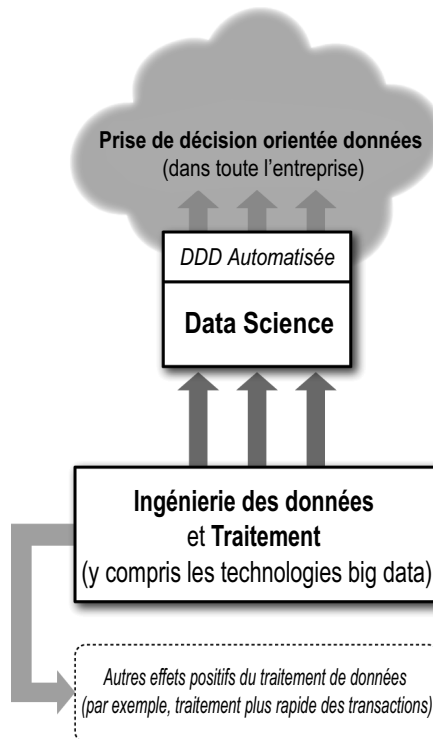 Prise de décision orientée données
(dans toute l’entreprise)
DDD Automatisée
Data Science
Ingénierie des données
et Traitement
(y compris les technologies big data)
Autres effets positifs du traitement de données
(par exemple, traitement plus rapide des transactions)